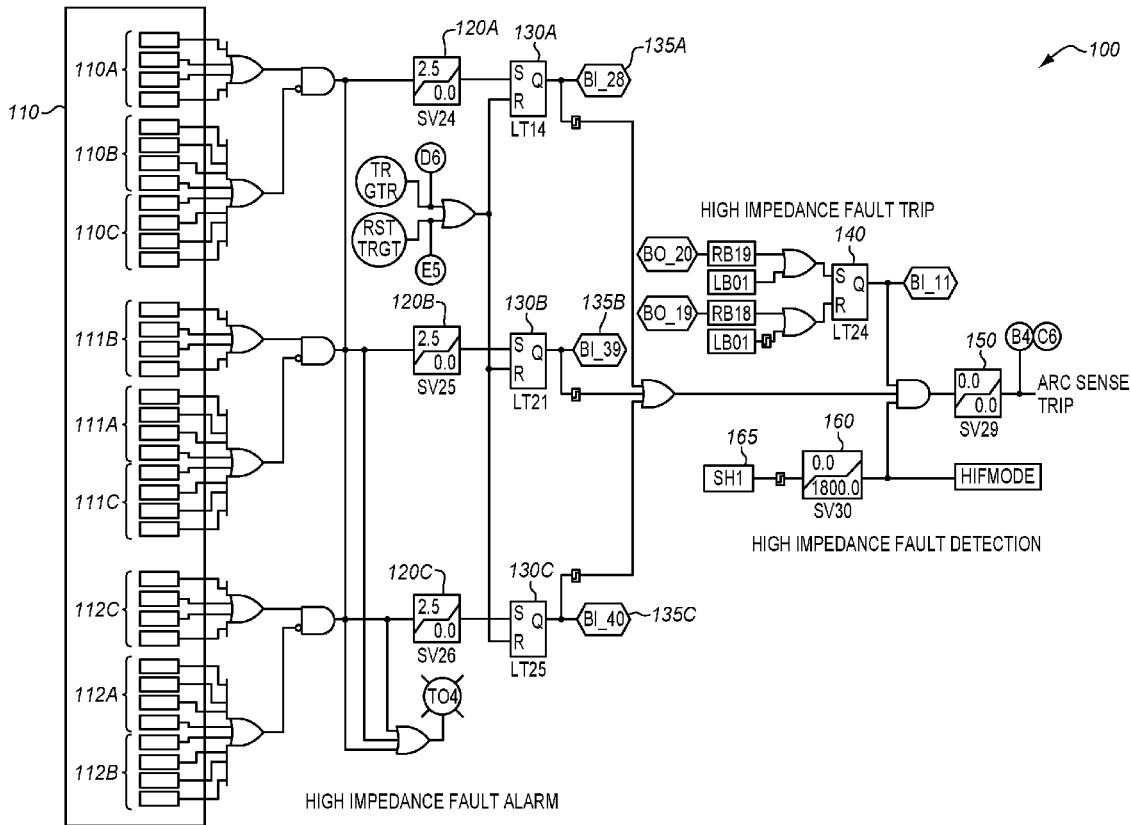 100
110
110A
110B
110C
120A
2.5
0.0
SV24
130A
S Q
R
LT14
135A
BI_28
TR
GTR
D6
RST
TRGT
E5
HIGH IMPEDANCE FAULT TRIP
BO_20
RB19
LB01
BO_19
RB18
LB01
140
S Q
R
LT24
BI_11
111B
111A
111C
120B
2.5
0.0
SV25
130B
S Q
R
LT21
135B
BI_39
150
0.0
0.0
SV29
B4
C6
ARC SENSE
TRIP
165
SH1
160
0.0
1800.0
SV30
HIFMODE
HIGH IMPEDANCE FAULT DETECTION
112C
112A
112B
120C
2.5
0.0
SV26
130C
S Q
R
LT25
BI_40
135C
TO4
HIGH IMPEDANCE FAULT ALARM